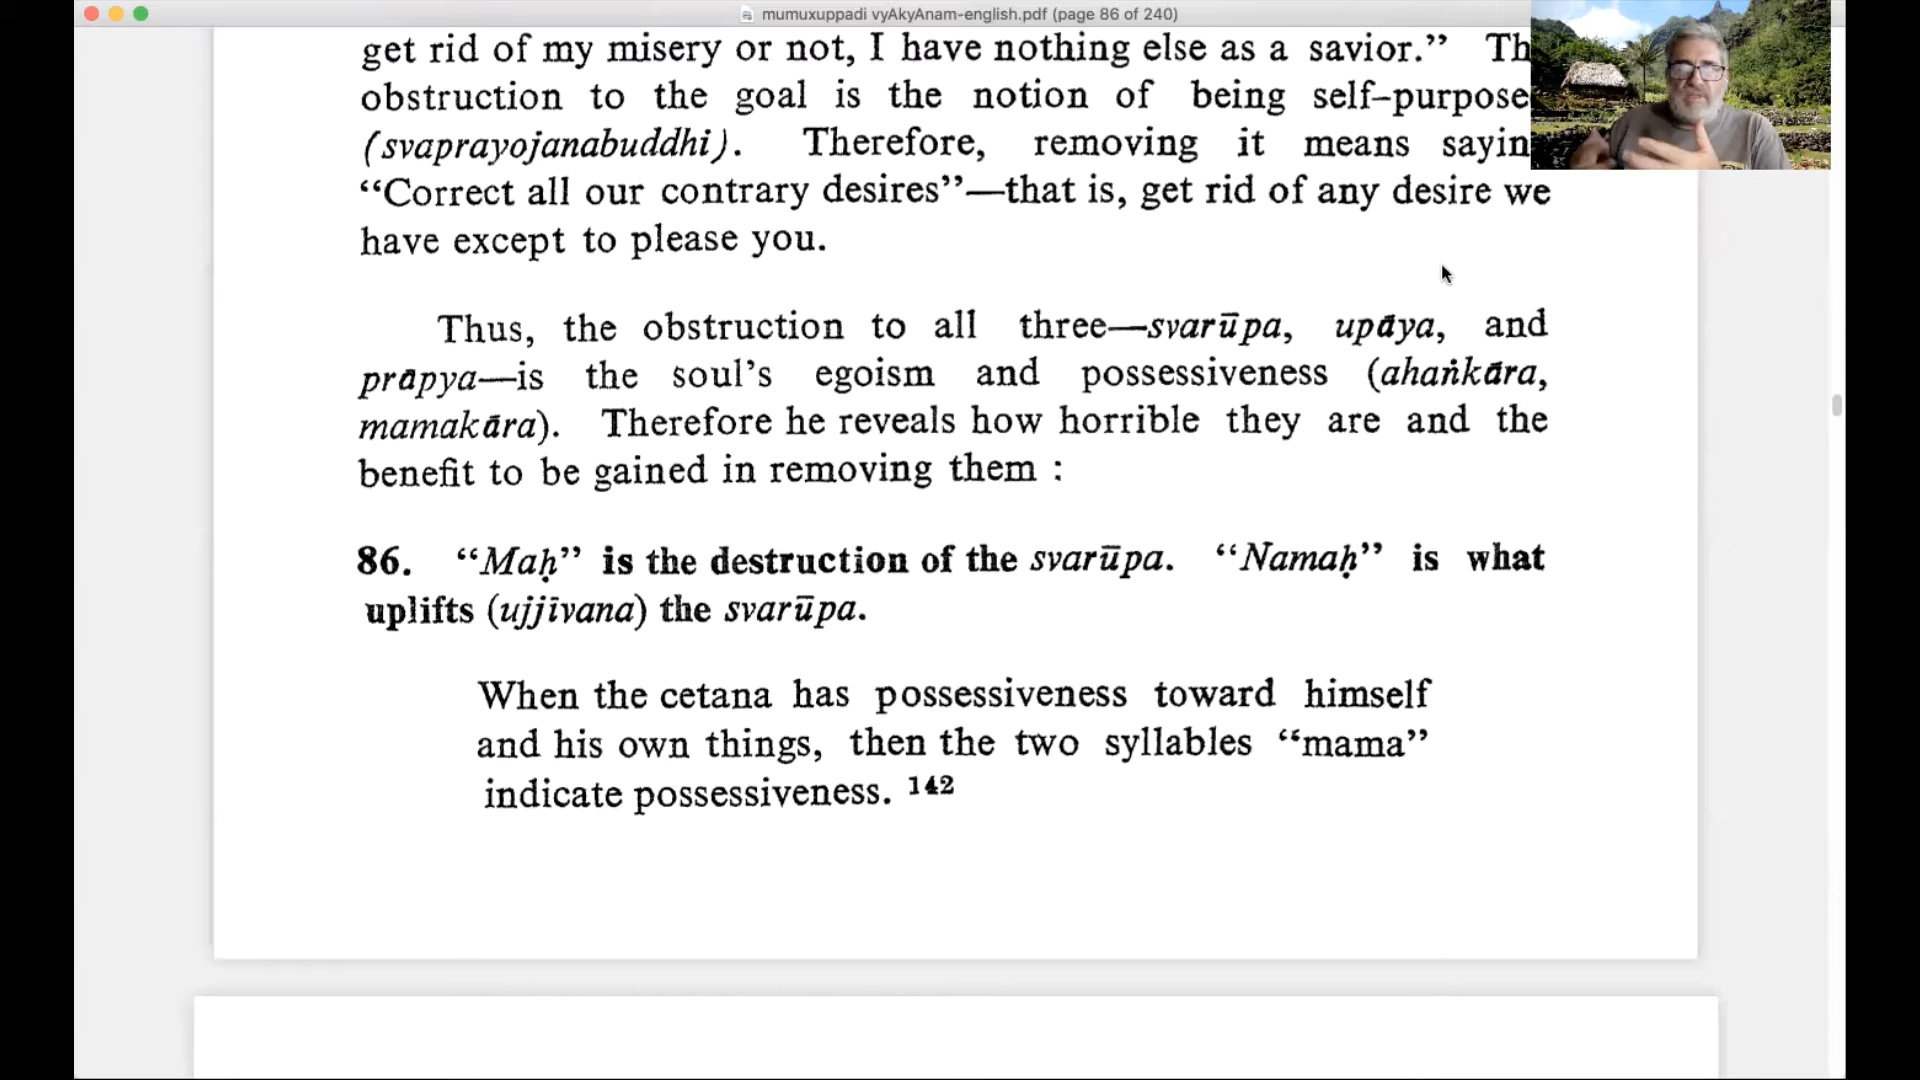 mumuxuppadi vyAkyAnam-english.pdf (page 86 of 240)
get rid of my misery or not, I have nothing else as a savior.” Th
obstruction to the goal is the notion of being self-purpose
(svaprayojanabuddhi). Therefore, removing it means sayin
“Correct all our contrary desires”—that is, get rid of any desire we
have except to please you.
Thus, the obstruction to all three—svarūpa, upāya, and
prāpya—is the soul’s egoism and possessiveness (ahaṅkāra,
mamakāra). Therefore he reveals how horrible they are and the
benefit to be gained in removing them :
86. “Maḥ” is the destruction of the svarūpa. “Namaḥ” is what
uplifts (ujjīvana) the svarūpa.
When the cetana has possessiveness toward himself
and his own things, then the two syllables “mama”
indicate possessiveness. 142